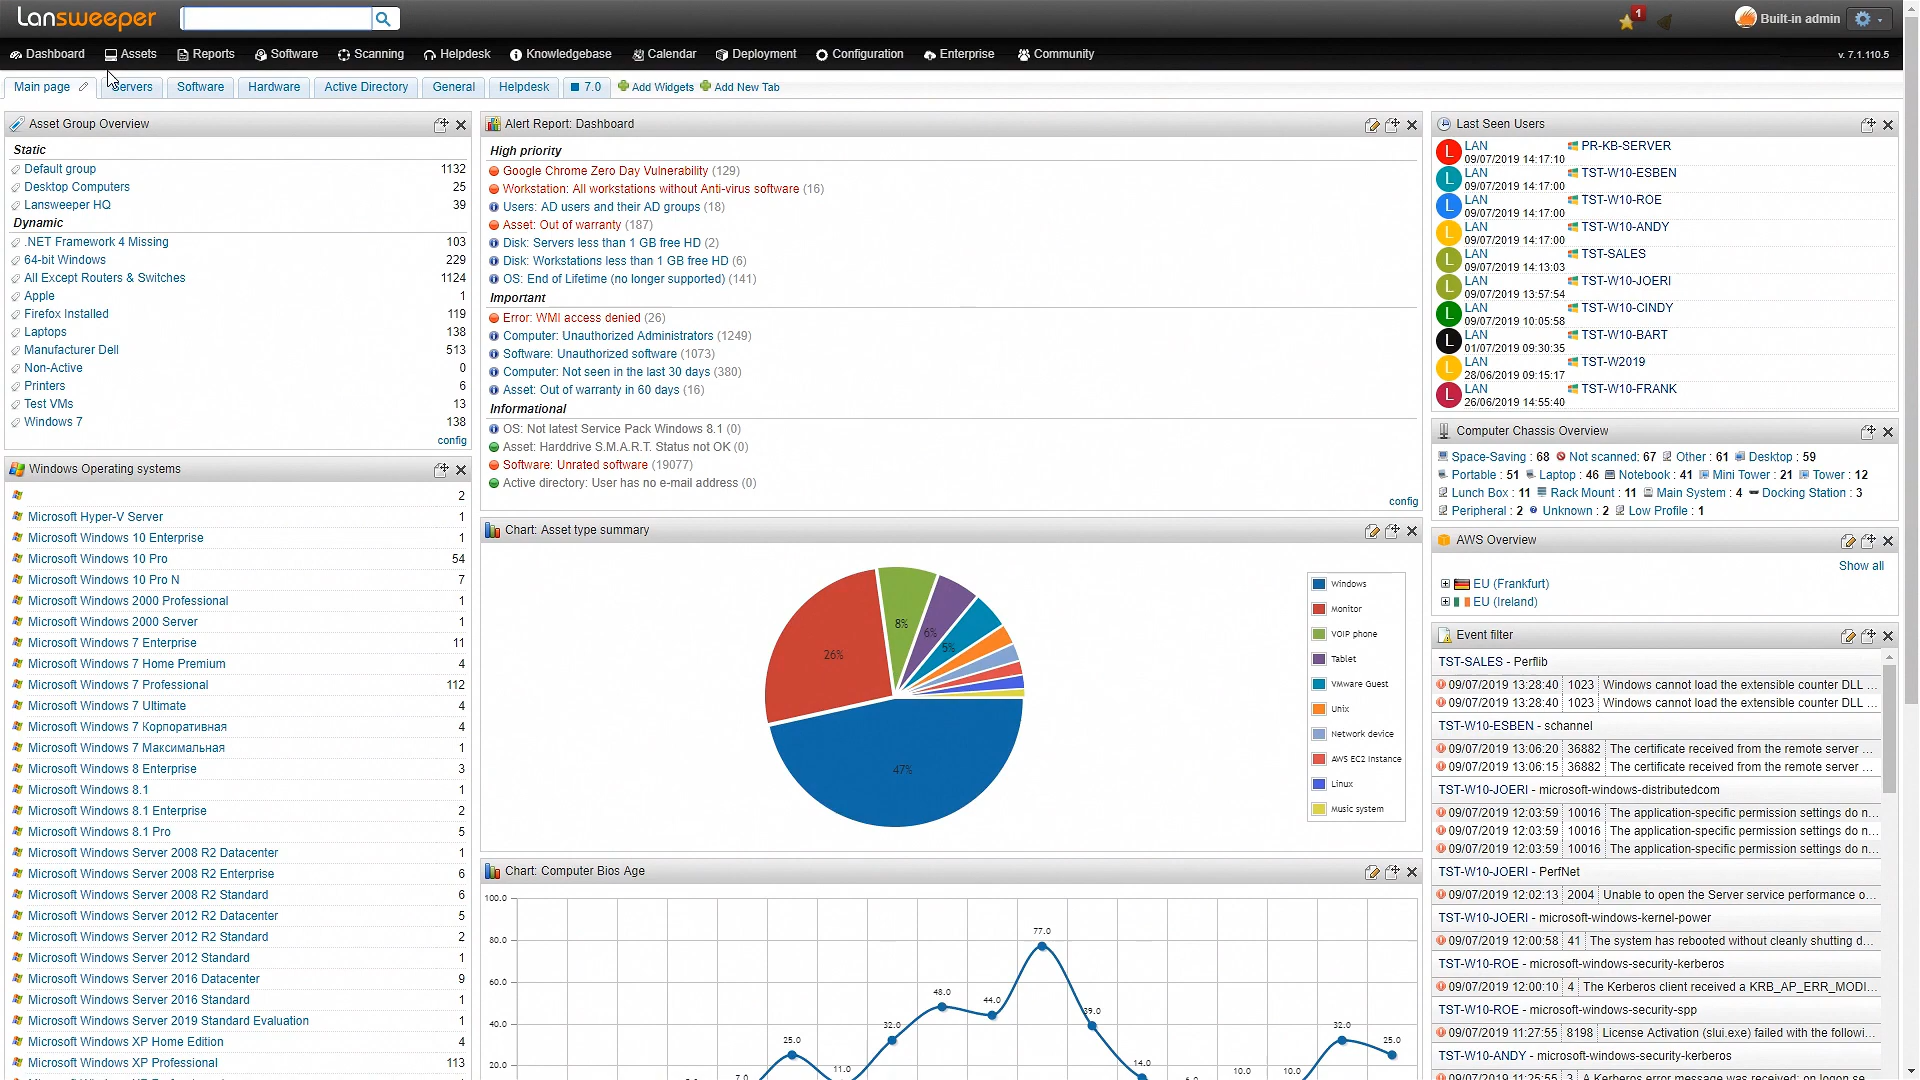 Lansweeper
1
Built-in admin
Dashboard Assets Reports Software Scanning Helpdesk Knowledgebase Calendar Deployment Configuration Enterprise Community
v. 7.1.110.5
Main page Servers Software Hardware Active Directory General Helpdesk 7.0 Add Widgets Add New Tab
Asset Group Overview
Static
Default group 1132
Desktop Computers 25
Lansweeper HQ 39
Dynamic
.NET Framework 4 Missing 103
64-bit Windows 229
All Except Routers & Switches 1124
Apple 1
Firefox Installed 119
Laptops 138
Manufacturer Dell 513
Non-Active 0
Printers 6
Test VMs 13
Windows 7 138
config
Windows Operating systems
2
Microsoft Hyper-V Server 1
Microsoft Windows 10 Enterprise 1
Microsoft Windows 10 Pro 54
Microsoft Windows 10 Pro N 7
Microsoft Windows 2000 Professional 1
Microsoft Windows 2000 Server 1
Microsoft Windows 7 Enterprise 11
Microsoft Windows 7 Home Premium 4
Microsoft Windows 7 Professional 112
Microsoft Windows 7 Ultimate 4
Microsoft Windows 7 Корпоративная 4
Microsoft Windows 7 Максимальная 1
Microsoft Windows 8 Enterprise 3
Microsoft Windows 8.1 1
Microsoft Windows 8.1 Enterprise 2
Microsoft Windows 8.1 Pro 5
Microsoft Windows Server 2008 R2 Datacenter 1
Microsoft Windows Server 2008 R2 Enterprise 6
Microsoft Windows Server 2008 R2 Standard 6
Microsoft Windows Server 2012 R2 Datacenter 5
Microsoft Windows Server 2012 R2 Standard 2
Microsoft Windows Server 2012 Standard 1
Microsoft Windows Server 2016 Datacenter 9
Microsoft Windows Server 2016 Standard 1
Microsoft Windows Server 2019 Standard Evaluation 1
Microsoft Windows XP Home Edition 4
Microsoft Windows XP Professional 113
Alert Report: Dashboard
High priority
Google Chrome Zero Day Vulnerability (129)
Workstation: All workstations without Anti-virus software (16)
Users: AD users and their AD groups (18)
Asset: Out of warranty (187)
Disk: Servers less than 1 GB free HD (2)
Disk: Workstations less than 1 GB free HD (6)
OS: End of Lifetime (no longer supported) (141)
Important
Error: WMI access denied (26)
Computer: Unauthorized Administrators (1249)
Software: Unauthorized software (1073)
Computer: Not seen in the last 30 days (380)
Asset: Out of warranty in 60 days (16)
Informational
OS: Not latest Service Pack Windows 8.1 (0)
Asset: Harddrive S.M.A.R.T. Status not OK (0)
Software: Unrated software (19077)
Active directory: User has no e-mail address (0)
config
Chart: Asset type summary
26%
8%
6%
5%
47%
Windows
Monitor
VOIP phone
Tablet
VMware Guest
Unix
Network device
AWS EC2 Instance
Linux
Music system
Chart: Computer Bios Age
100.0
80.0
60.0
40.0
20.0
7.0 25.0 11.0 32.0 48.0 44.0 77.0 39.0 14.0 10.0 10.0 32.0 25.0
Last Seen Users
L LAN PR-KB-SERVER
09/07/2019 14:17:10
L LAN TST-W10-ESBEN
09/07/2019 14:17:00
L LAN TST-W10-ROE
09/07/2019 14:17:00
L LAN TST-W10-ANDY
09/07/2019 14:17:00
L LAN TST-SALES
09/07/2019 14:13:03
L LAN TST-W10-JOERI
09/07/2019 13:57:54
L LAN TST-W10-CINDY
09/07/2019 10:05:58
L LAN TST-W10-BART
01/07/2019 09:30:35
L LAN TST-W2019
28/06/2019 09:15:17
L LAN TST-W10-FRANK
26/06/2019 14:55:40
Computer Chassis Overview
Space-Saving : 68 Not scanned: 67 Other : 61 Desktop : 59
Portable : 51 Laptop : 46 Notebook : 41 Mini Tower : 21 Tower : 12
Lunch Box : 11 Rack Mount : 11 Main System : 4 Docking Station : 3
Peripheral : 2 Unknown : 2 Low Profile : 1
AWS Overview
Show all
EU (Frankfurt)
EU (Ireland)
Event filter
TST-SALES - Perflib
09/07/2019 13:28:40 1023 Windows cannot load the extensible counter DLL ...
09/07/2019 13:28:40 1023 Windows cannot load the extensible counter DLL ...
TST-W10-ESBEN - schannel
09/07/2019 13:06:20 36882 The certificate received from the remote server ...
09/07/2019 13:06:15 36882 The certificate received from the remote server ...
TST-W10-JOERI - microsoft-windows-distributedcom
09/07/2019 12:03:59 10016 The application-specific permission settings do n...
09/07/2019 12:03:59 10016 The application-specific permission settings do n...
09/07/2019 12:03:59 10016 The application-specific permission settings do n...
TST-W10-JOERI - PerfNet
09/07/2019 12:02:13 2004 Unable to open the Server service performance o...
TST-W10-JOERI - microsoft-windows-kernel-power
09/07/2019 12:00:58 41 The system has rebooted without cleanly shutting d...
TST-W10-ROE - microsoft-windows-security-kerberos
09/07/2019 12:00:10 4 The Kerberos client received a KRB_AP_ERR_MODI...
TST-W10-ROE - microsoft-windows-security-spp
09/07/2019 11:27:55 8198 License Activation (slui.exe) failed with the followi...
TST-W10-ANDY - microsoft-windows-security-kerberos
09/07/2019 11:25:55 3 A Kerberos error message was received: on logon se...